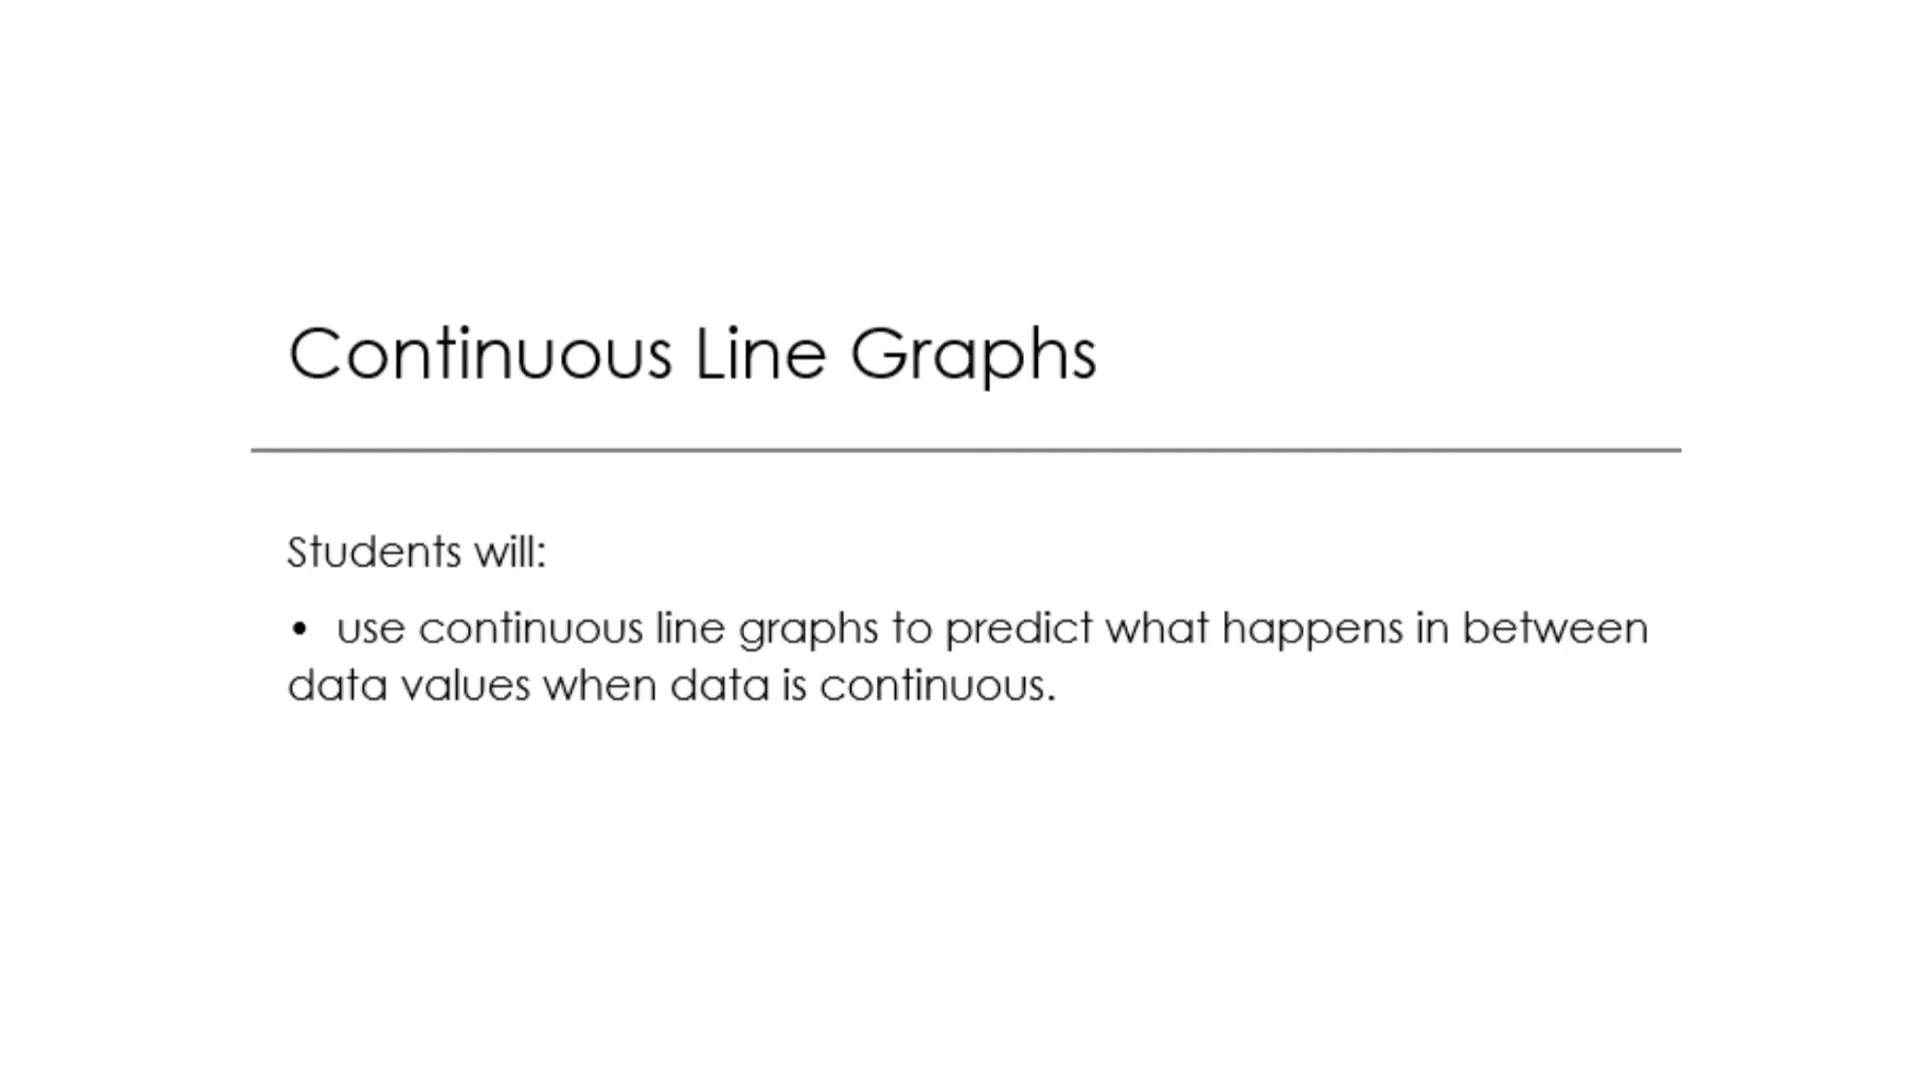 Continuous Line Graphs
Students will:
• use continuous line graphs to predict what happens in between
data values when data is continuous.